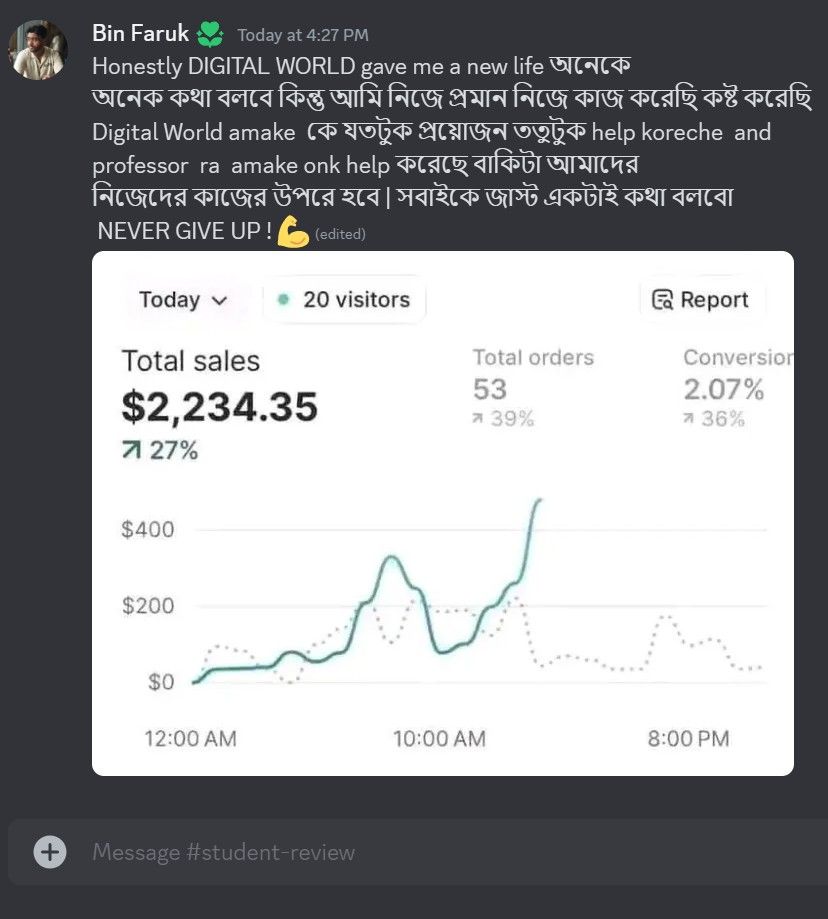 Bin Faruk Today at 4:27 PM
Honestly DIGITAL WORLD gave me a new life অনেকে
অনেক কথা বলবে কিন্তু আমি নিজে প্রমান নিজে কাজ করেছি কষ্ট করেছি
Digital World amake কে যতটুক প্রয়োজন ততুটুক help koreche and
professor ra amake onk help করেছে বাকিটা আমাদের
নিজেদের কাজের উপরে হবে | সবাইকে জাস্ট একটাই কথা বলবো
NEVER GIVE UP ! 💪 (edited)
Today 20 visitors Report
Total sales Total orders Conversion
$2,234.35 53 2.07%
27% 39% 36%
$400
$200
$0
12:00 AM 10:00 AM 8:00 PM
Message #student-review